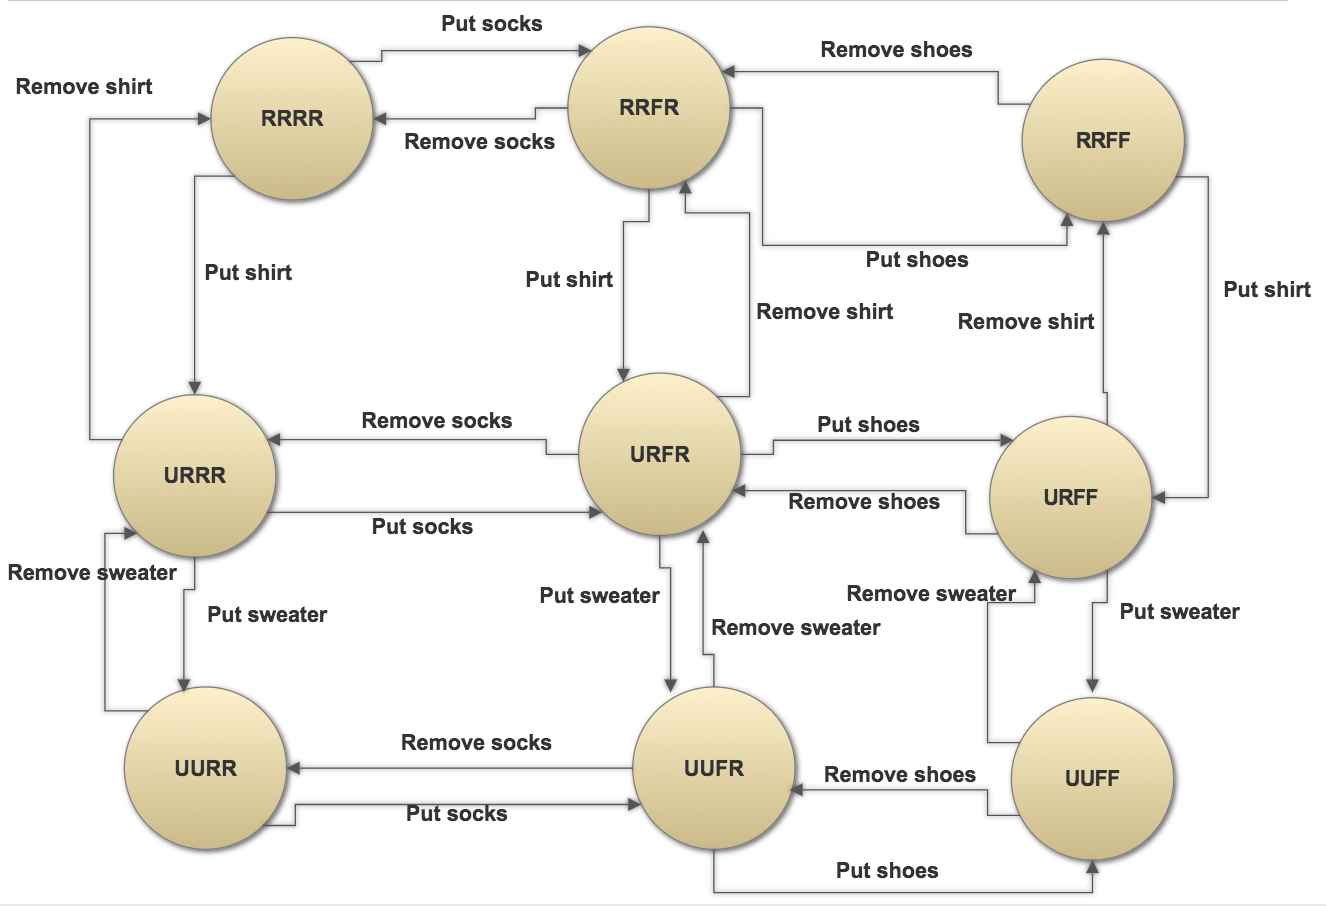 Put socks
Remove shoes
Remove shirt
RRRR
RRFR
RRFF
Remove socks
Put shoes
Put shirt
Put shirt
Put shirt
Remove shirt
Remove shirt
Remove socks
Put shoes
URRR
URFR
URFF
Remove shoes
Put socks
Remove sweater
Put sweater
Put sweater
Remove sweater
Remove sweater
Put sweater
Remove socks
UURR
UUFR
UUFF
Remove shoes
Put socks
Put shoes